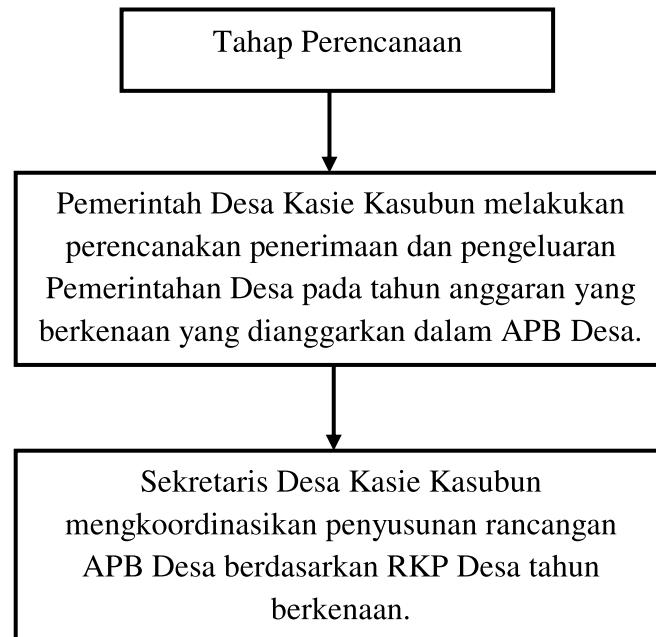 Tahap Perencanaan
Pemerintah Desa Kasie Kasubun melakukan
perencanakan penerimaan dan pengeluaran
Pemerintahan Desa pada tahun anggaran yang
berkenaan yang dianggarkan dalam APB Desa.
Sekretaris Desa Kasie Kasubun
mengkoordinasikan penyusunan rancangan
APB Desa berdasarkan RKP Desa tahun
berkenaan.